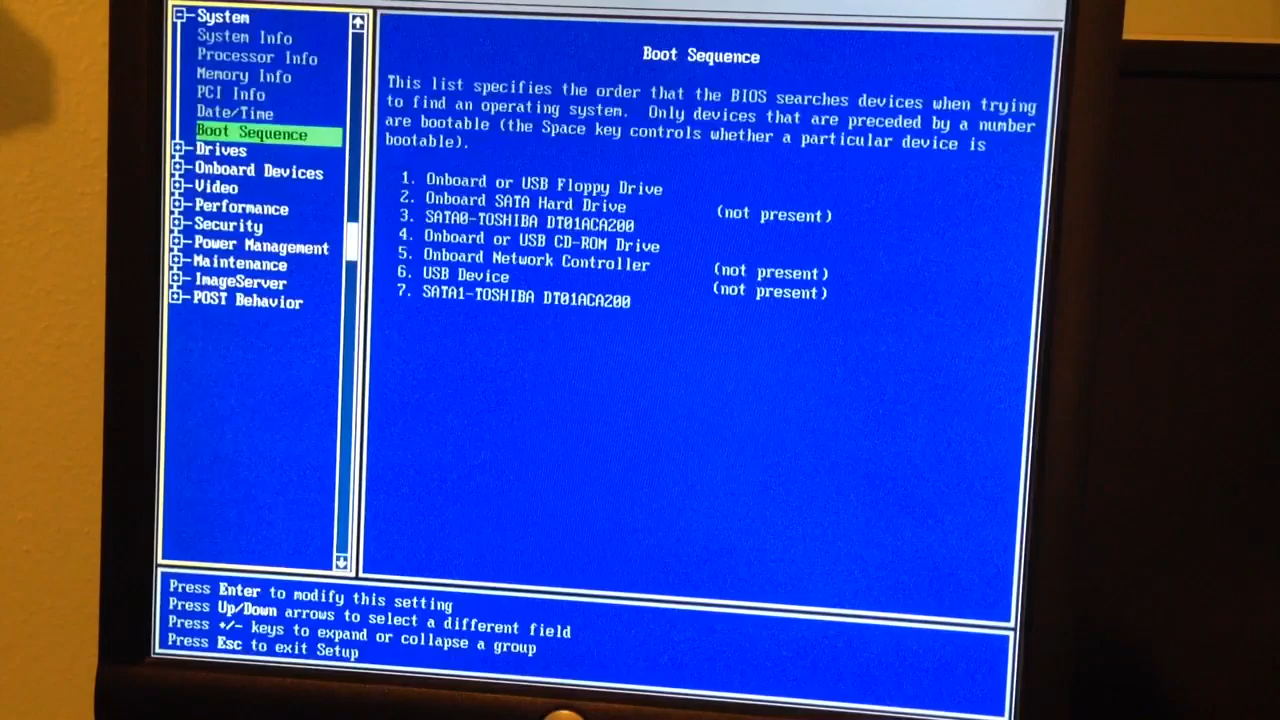 System
System Info
Processor Info
Memory Info
PCI Info
Date/Time
Boot Sequence
Drives
Onboard Devices
Video
Performance
Security
Power Management
Maintenance
ImageServer
POST Behavior
Boot Sequence
This list specifies the order that the BIOS searches devices when trying
to find an operating system. Only devices that are preceded by a number
are bootable (the Space key controls whether a particular device is
bootable).
1. Onboard or USB Floppy Drive
2. Onboard SATA Hard Drive (not present)
3. SATA0-TOSHIBA DT01ACA200
4. Onboard or USB CD-ROM Drive
5. Onboard Network Controller (not present)
6. USB Device (not present)
7. SATA1-TOSHIBA DT01ACA200
Press Enter to modify this setting
Press Up/Down arrows to select a different field
Press +/- keys to expand or collapse a group
Press Esc to exit Setup